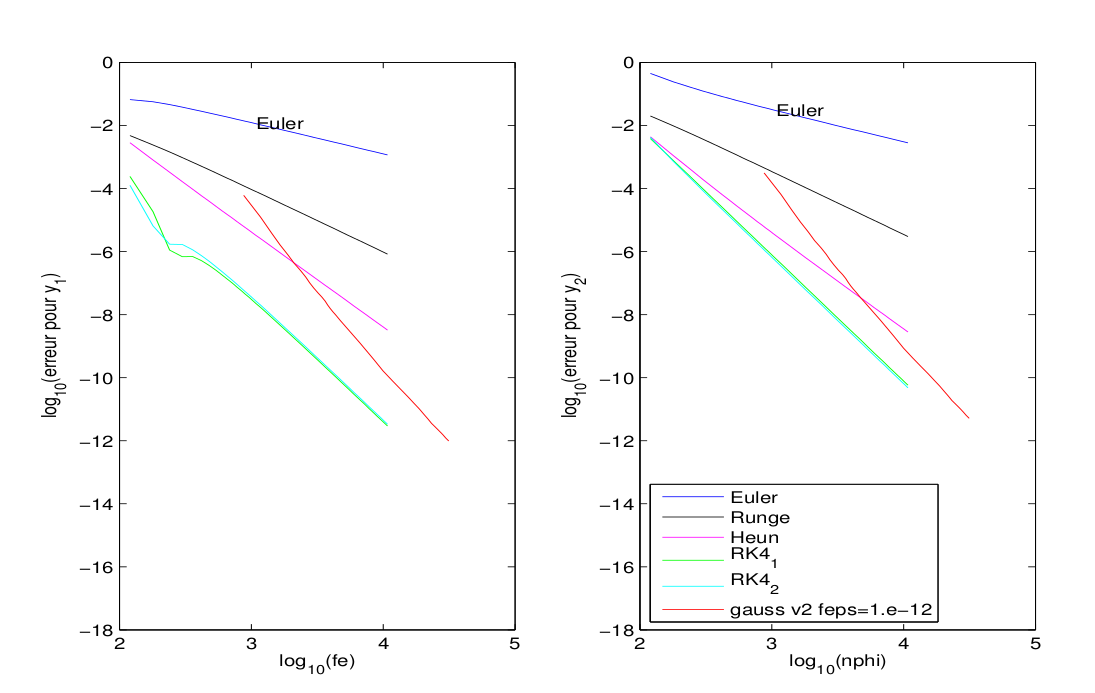 0
−2
−4
−6
−8
−10
−12
−14
−16
−18
2
3
4
5
log10(fe)
log10(erreur pour y1)
Euler
0
−2
−4
−6
−8
−10
−12
−14
−16
−18
2
3
4
5
log10(nphi)
log10(erreur pour y2)
Euler
Euler
Runge
Heun
RK41
RK42
gauss v2 feps=1.e−12